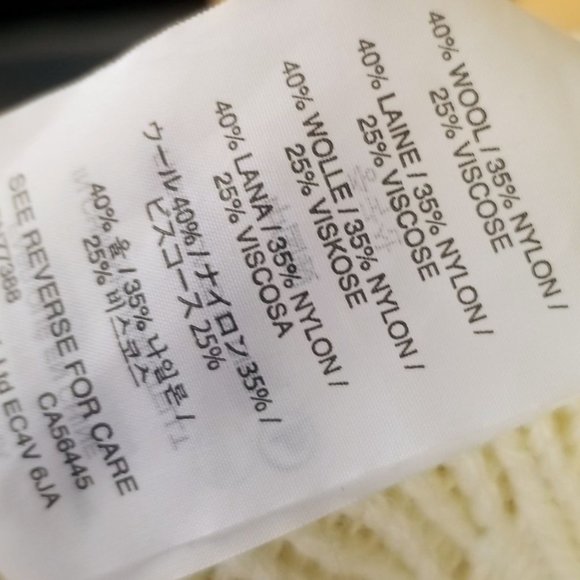 40% WOOL / 35% NYLON /
25% VISCOSE
40% LAINE / 35% NYLON /
25% VISCOSE
40% WOLLE / 35% NYLON /
25% VISKOSE
40% LANA / 35% NYLON /
25% VISCOSA
ウール 40% / ナイロン 35% /
ビスコース 25%
40% 울 / 35% 나일론 /
25% 비스코스
SEE REVERSE FOR CARE
CA56445
EC4V 6JA